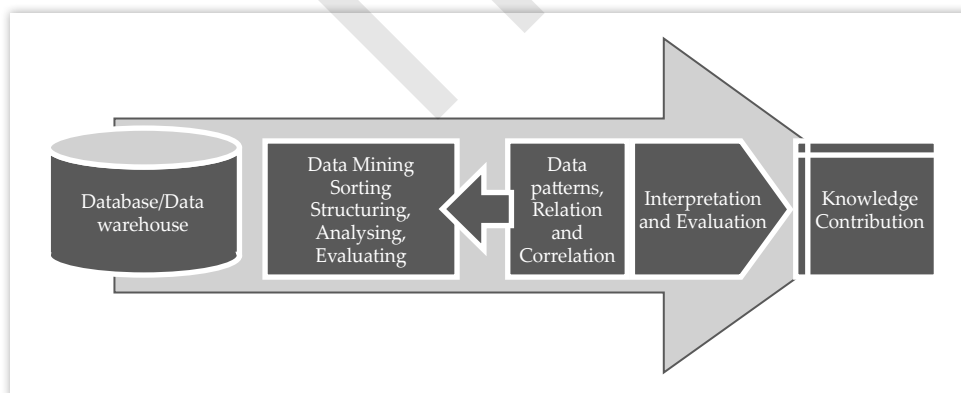 Database/Data
warehouse
Data Mining
Sorting
Structuring,
Analysing,
Evaluating
Data
patterns,
Relation
and
Correlation
Interpretation
and Evaluation
Knowledge
Contribution